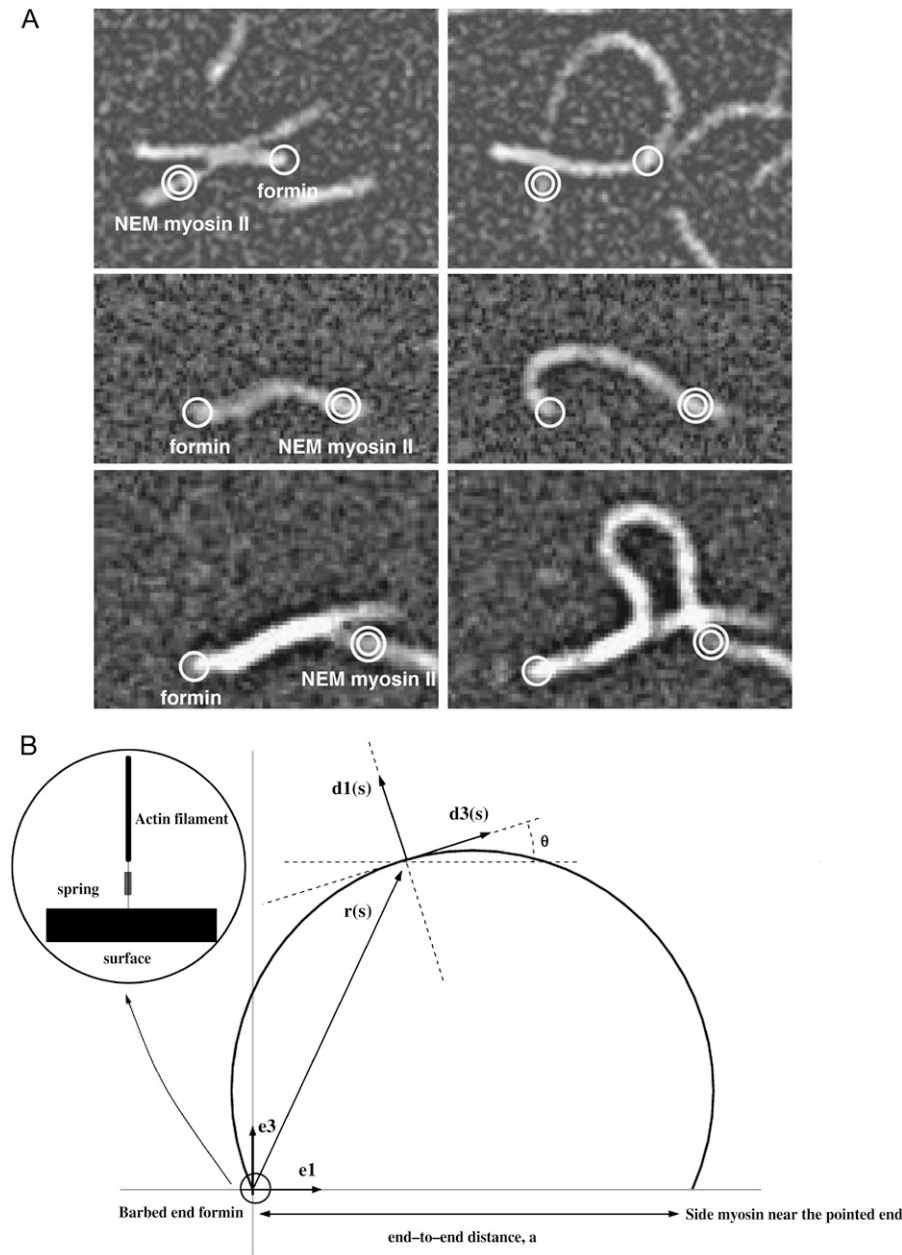 A
formin
NEM myosin II
formin
NEM myosin II
formin
NEM myosin II
B
d1(s)
d3(s)
Actin filament
θ
spring
r(s)
surface
e3
e1
Barbed end formin
Side myosin near the pointed end
end–to–end distance, a